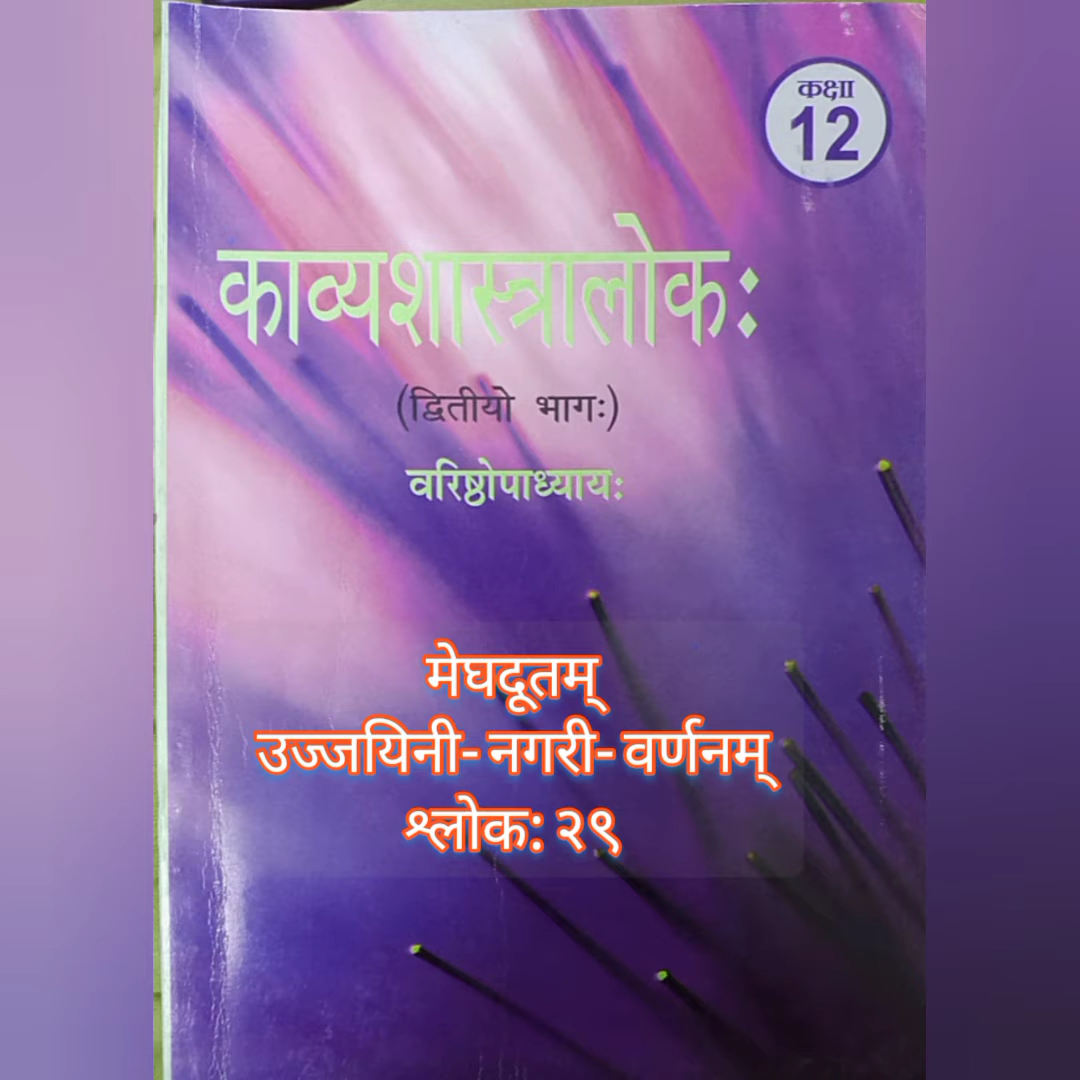 कक्षा
12
काव्यशास्त्रालोकः
(द्वितीयो भागः)
वरिष्ठोपाध्यायः
मेघदूतम्
उज्जयिनी- नगरी- वर्णनम्
श्लोक: २९